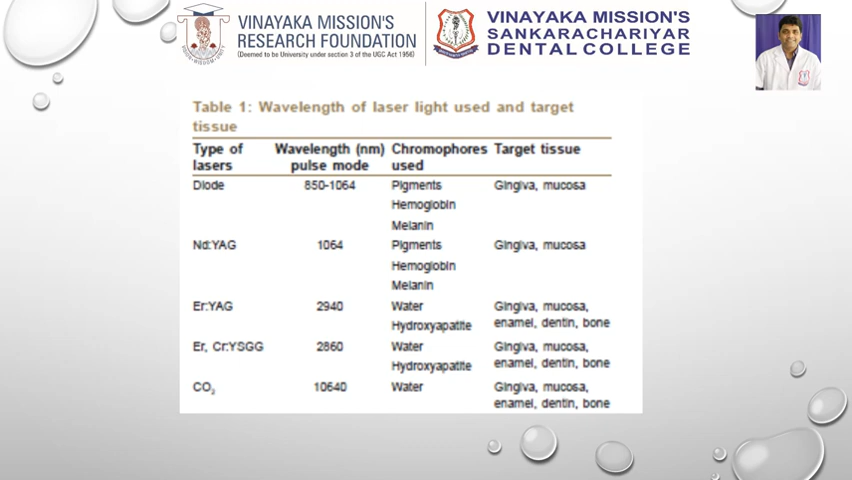 VINAYAKA MISSION'S
RESEARCH FOUNDATION
(Deemed to be University under section 3 of the UGC Act 1956)
VINAYAKA MISSION'S
SANKARACHARIYAR
DENTAL COLLEGE
Table 1: Wavelength of laser light used and target
tissue
Type of lasers Wavelength (nm) pulse mode Chromophores used Target tissue
Diode 850-1064 Pigments Gingiva, mucosa
Hemoglobin
Melanin
Nd:YAG 1064 Pigments Gingiva, mucosa
Hemoglobin
Melanin
Er:YAG 2940 Water Gingiva, mucosa,
Hydroxyapatite enamel, dentin, bone
Er, Cr:YSGG 2860 Water Gingiva, mucosa,
Hydroxyapatite enamel, dentin, bone
CO₂ 10640 Water Gingiva, mucosa,
enamel, dentin, bone